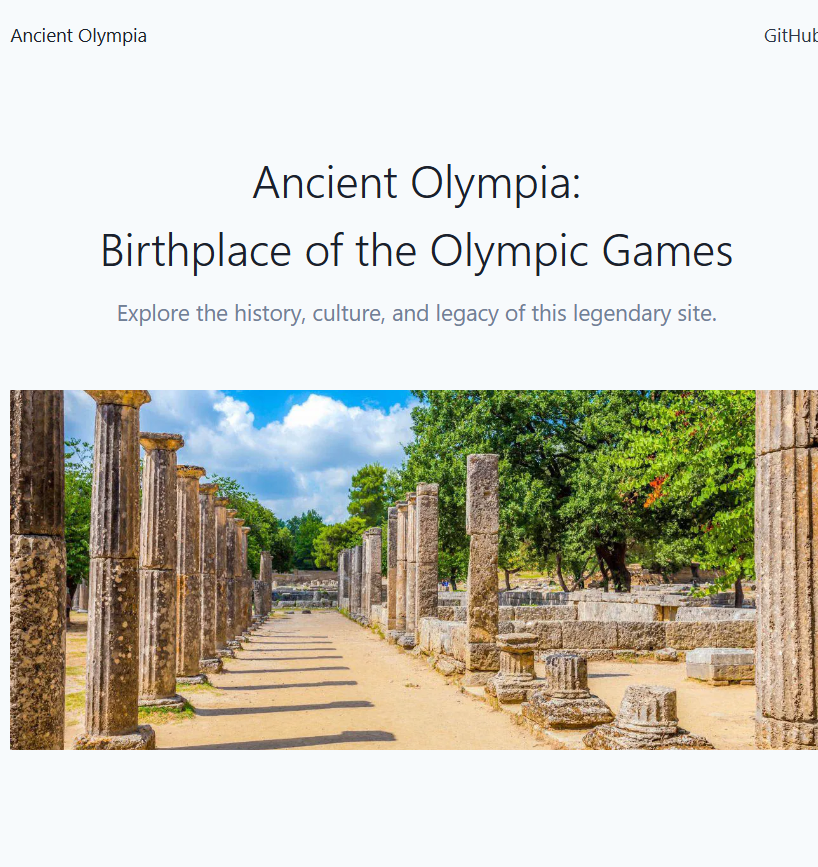 Ancient Olympia
GitHub
Ancient Olympia:
Birthplace of the Olympic Games
Explore the history, culture, and legacy of this legendary site.